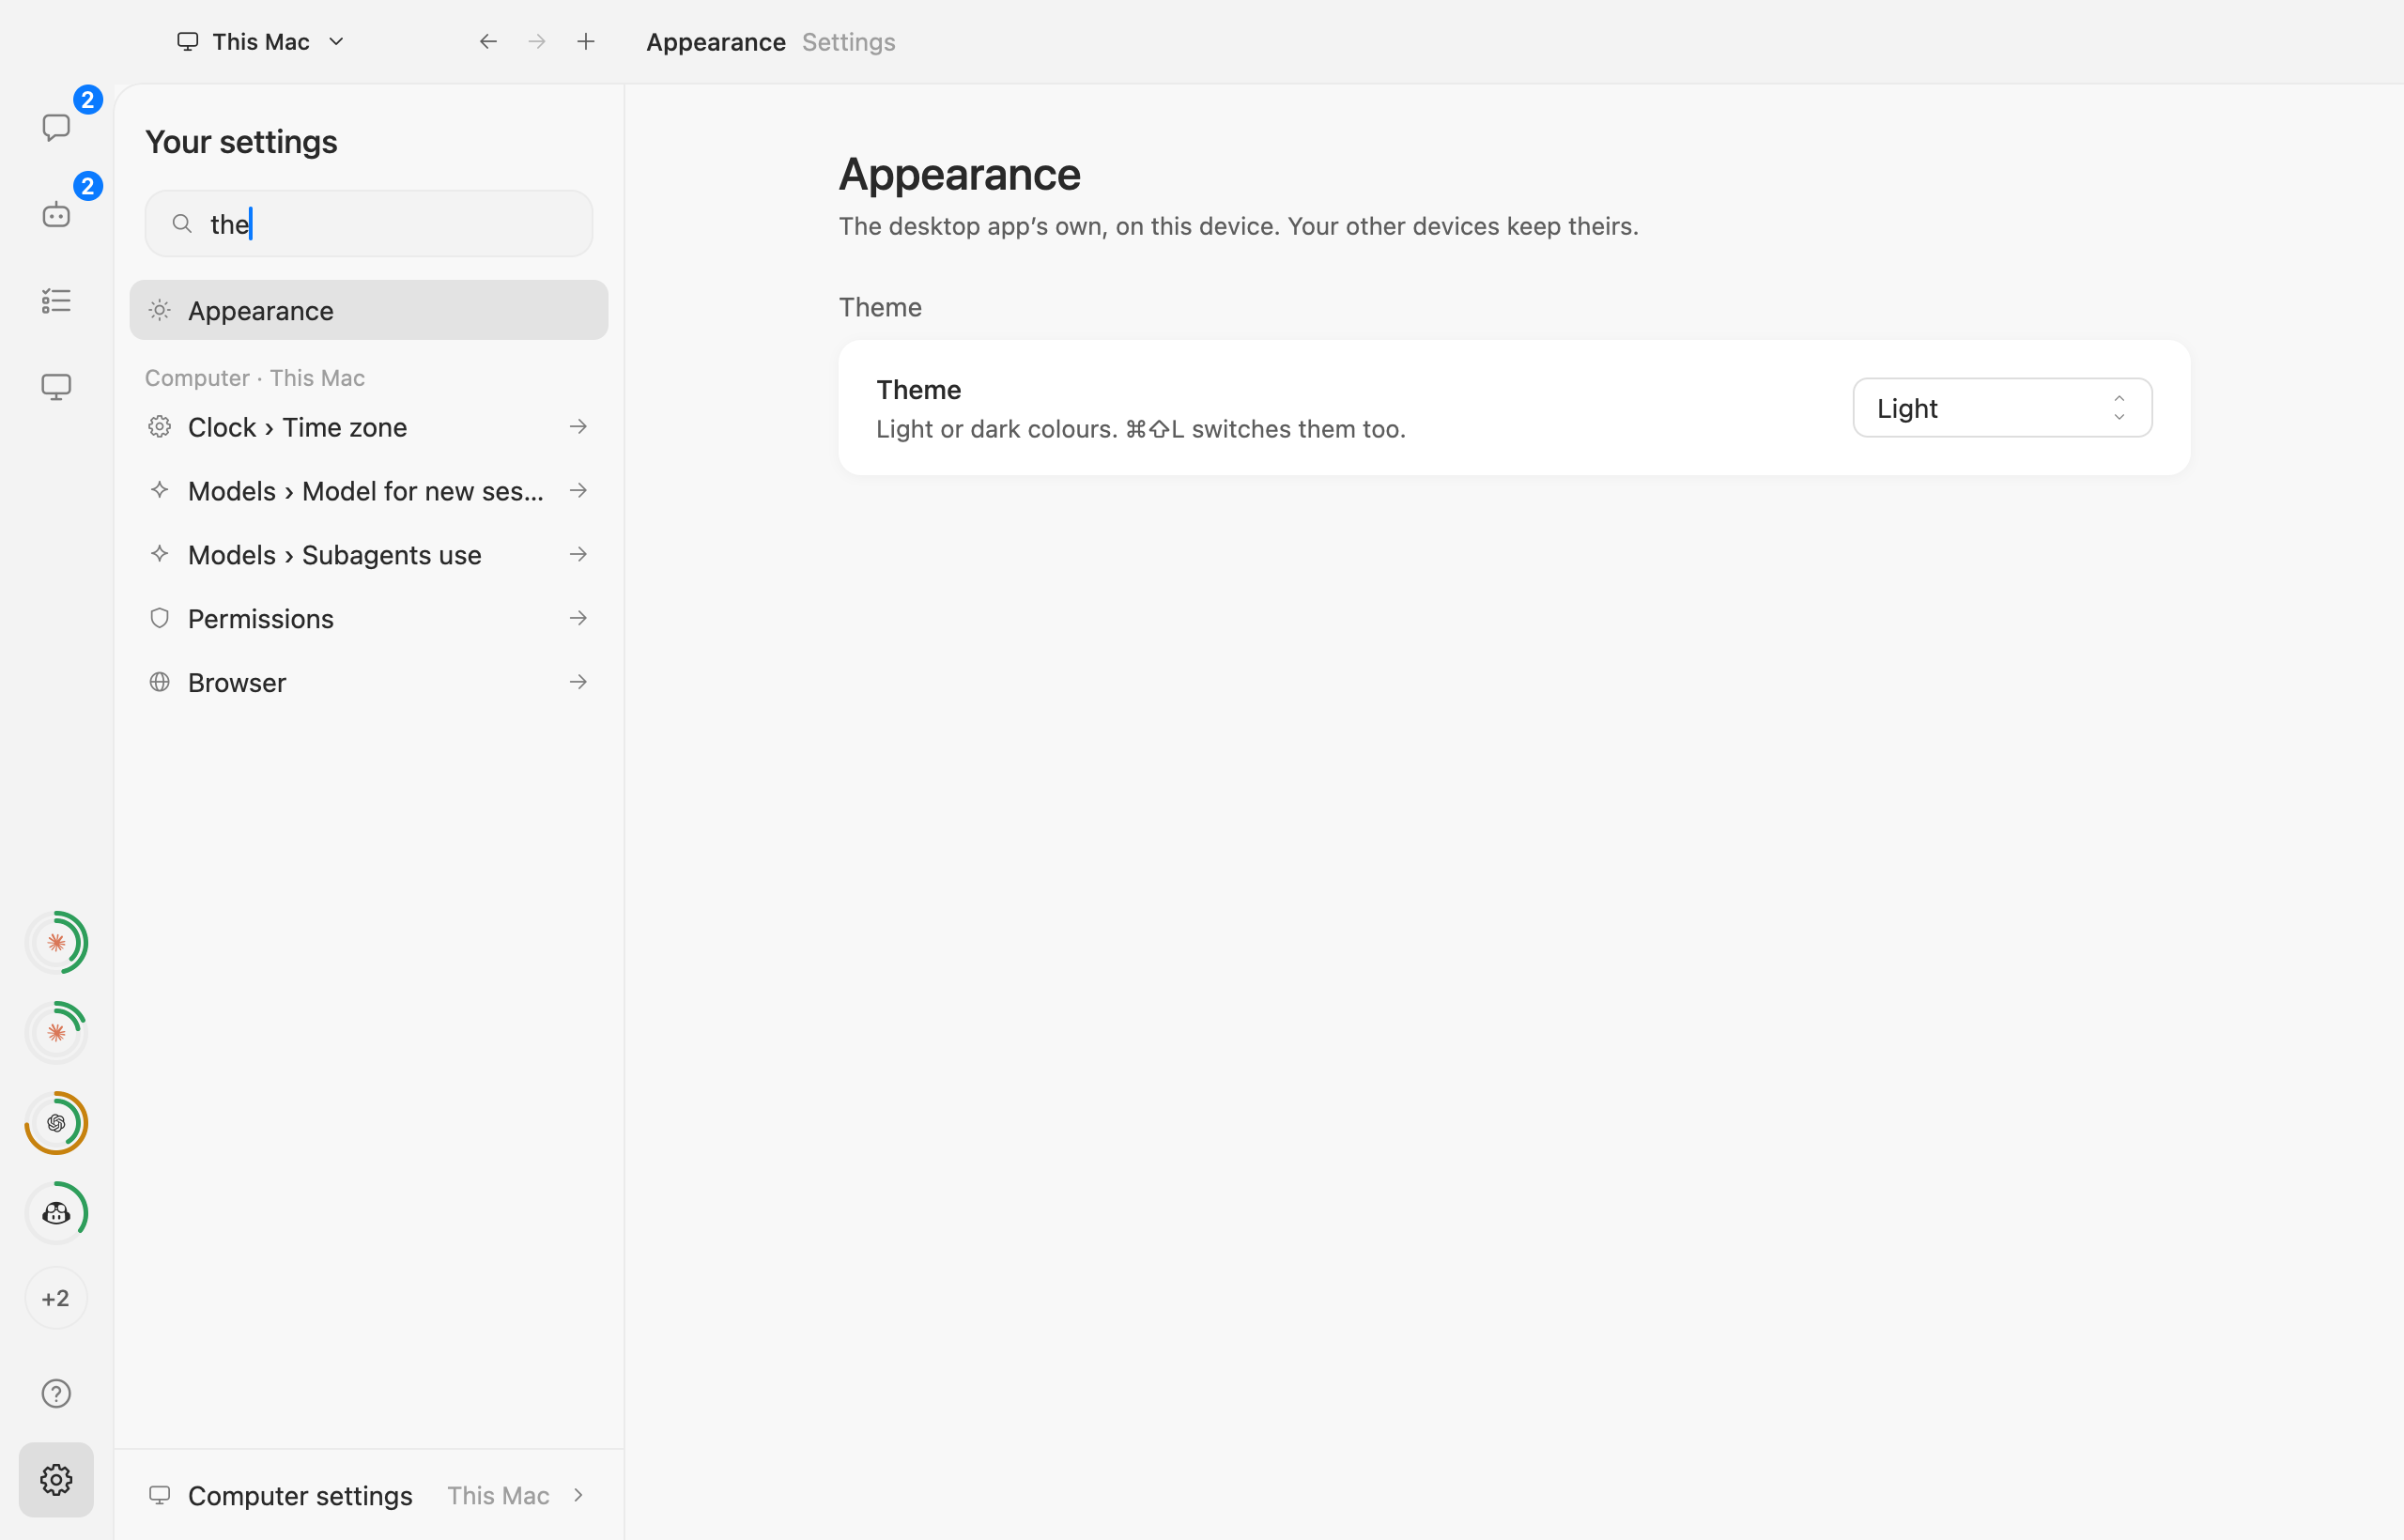 This Mac
Appearance Settings
2
Your settings
2
the
Appearance
Computer · This Mac
Clock › Time zone
Models › Model for new ses...
Models › Subagents use
Permissions
Browser
+2
Computer settings This Mac
Appearance
The desktop app’s own, on this device. Your other devices keep theirs.
Theme
Theme
Light or dark colours. ⌘⇧L switches them too.
Light